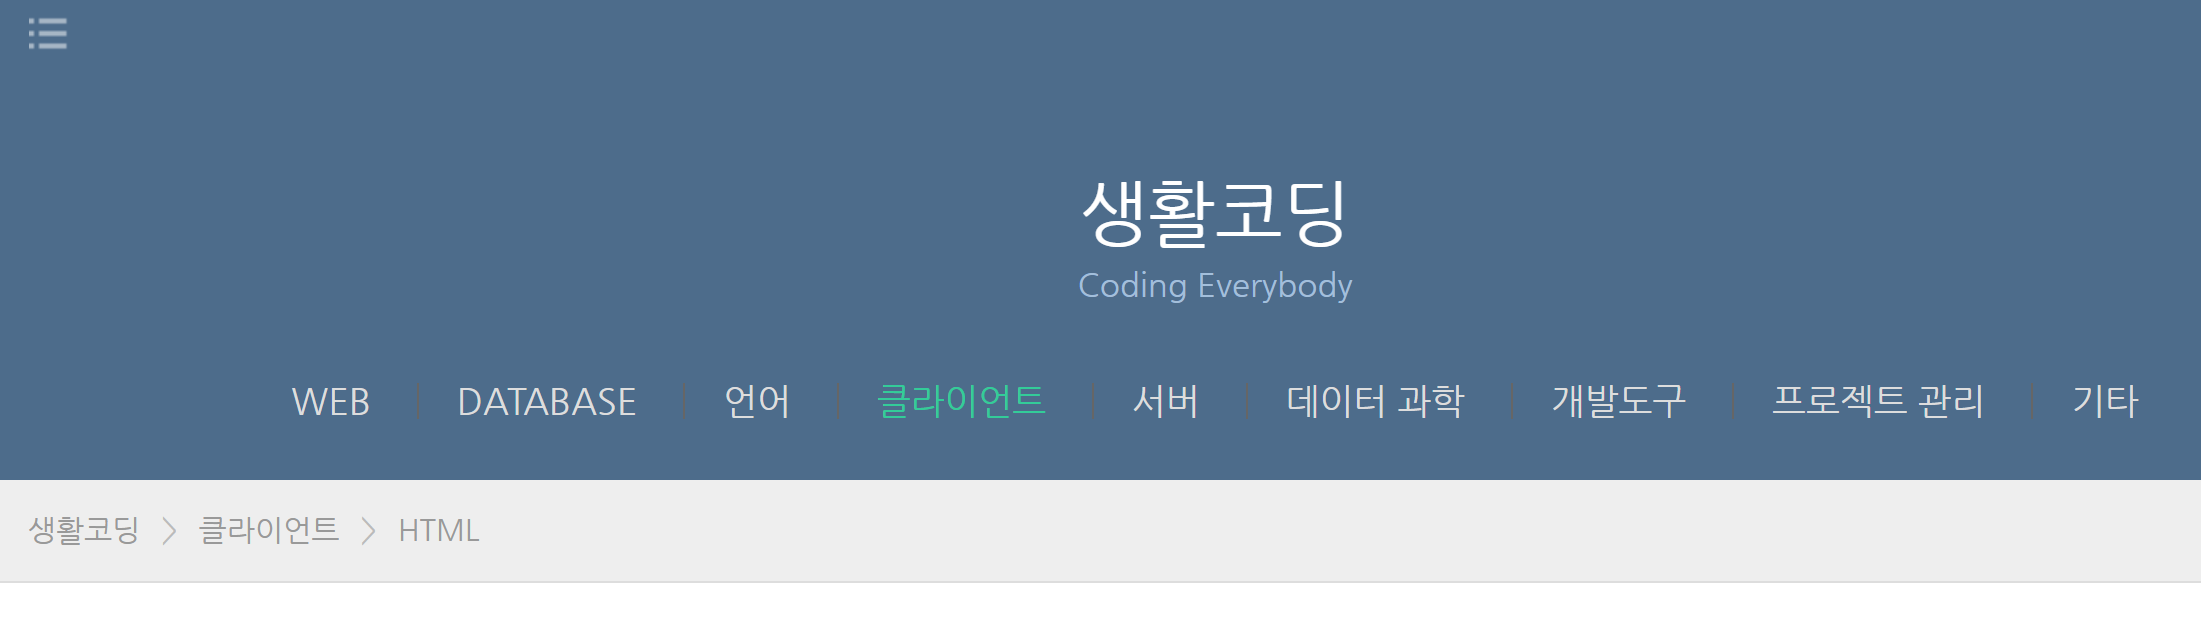 생활코딩
Coding Everybody
WEB DATABASE 언어 클라이언트 서버 데이터 과학 개발도구 프로젝트 관리 기타
생활코딩 > 클라이언트 > HTML